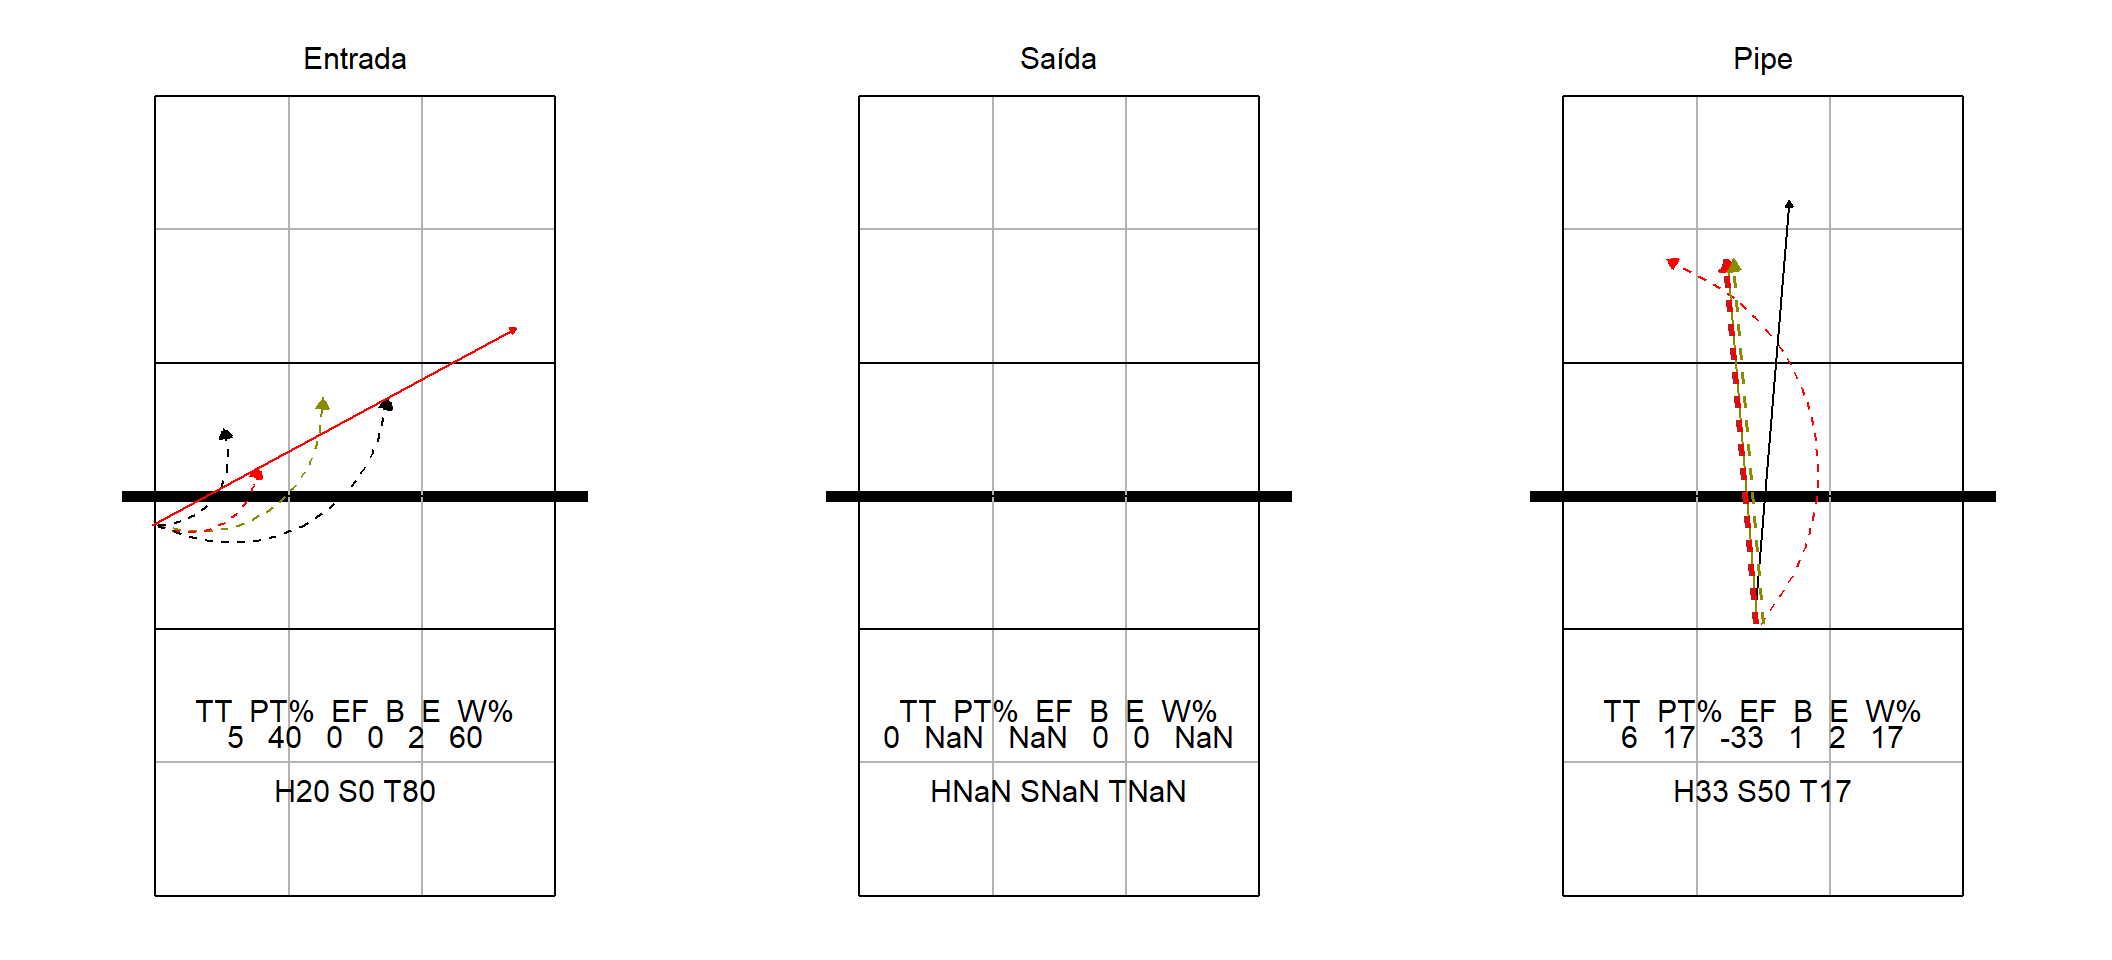 Entrada
TT PT% EF B E W%
5 40 0 0 2 60
H20 S0 T80
Saída
TT PT% EF B E W%
0 NaN NaN 0 0 NaN
HNaN SNaN TNaN
Pipe
TT PT% EF B E W%
6 17 -33 1 2 17
H33 S50 T17